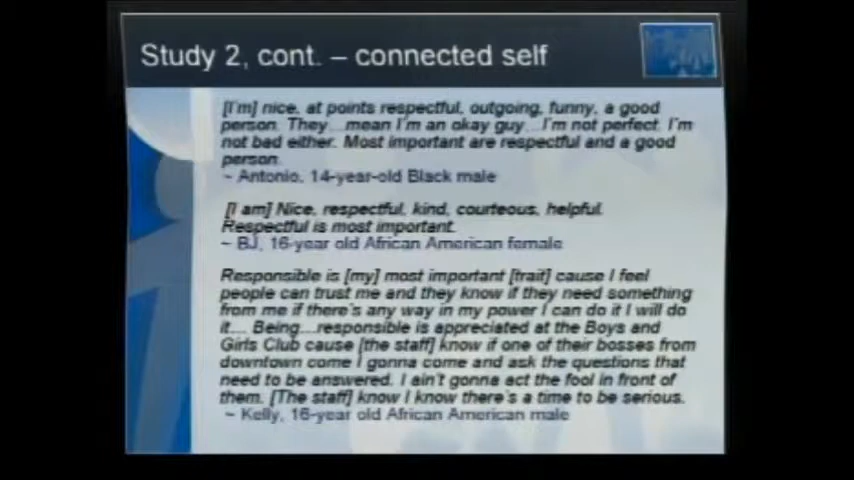 Study 2, cont. – connected self
[I'm] nice, at points respectful, outgoing, funny, a good
person. They...mean I'm an okay guy...I'm not perfect. I'm
not bad either. Most important are respectful and a good
person.
~ Antonio, 14-year-old Black male
[I am] Nice, respectful, kind, courteous, helpful.
Respectful is most important.
~ BJ, 16-year old African American female
Responsible is [my] most important [trait] cause I feel
people can trust me and they know if they need something
from me if there's any way in my power I can do it I will do
it... Being...responsible is appreciated at the Boys and
Girls Club cause [the staff] know if one of their bosses from
downtown come I gonna come and ask the questions that
need to be answered. I ain't gonna act the fool in front of
them. [The staff] know I know there's a time to be serious.
~ Kelly, 16-year old African American male